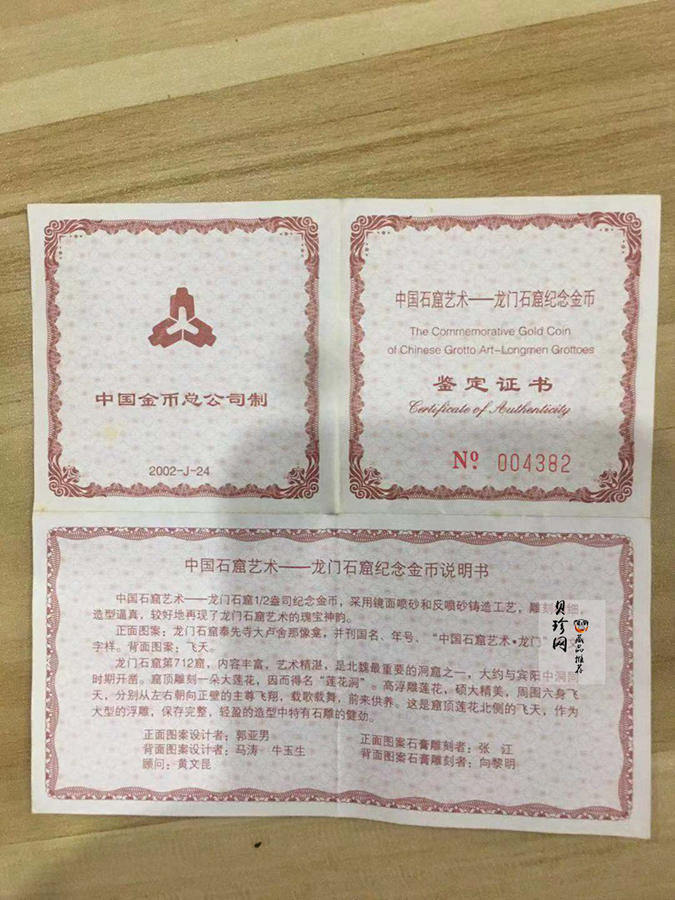 中国金币总公司制
2002-J-24
中国石窟艺术——龙门石窟纪念金币
The Commemorative Gold Coin
of Chinese Grotto Art-Longmen Grottoes
鉴定证书
Certificate of Authenticity
Nº 004382
中国石窟艺术——龙门石窟纪念金币说明书
中国石窟艺术——龙门石窟1/2盎司纪念金币，采用镜面喷砂和反喷砂铸造工艺，雕刻
细，
造型逼真，较好地再现了龙门石窟艺术的瑰宝神韵。
正面图案：龙门石窟奉先寺大卢舍那像龛，并刊国名、年号、“中国石窟艺术·龙门”
文
字样。背面图案：飞天。
龙门石窟第712窟，内容丰富，艺术精湛，是北魏最重要的洞窟之一，大约与宾阳中洞同
时期开凿。窟顶雕刻一朵大莲花，因而得名“莲花洞”。高浮雕莲花，硕大精美，周围六身飞
天，分别从左右朝向正壁的主尊飞翔，载歌载舞，前来供养。这是窟顶莲花北侧的飞天，作为
大型的浮雕，保存完整，轻盈的造型中特有石雕的健劲。
正面图案设计者：郭亚男
背面图案设计者：马涛 牛玉生
顾问：黄文昆
正面图案石膏雕刻者：张 江
背面图案石膏雕刻者：向黎明
贝珍网
藏品推荐